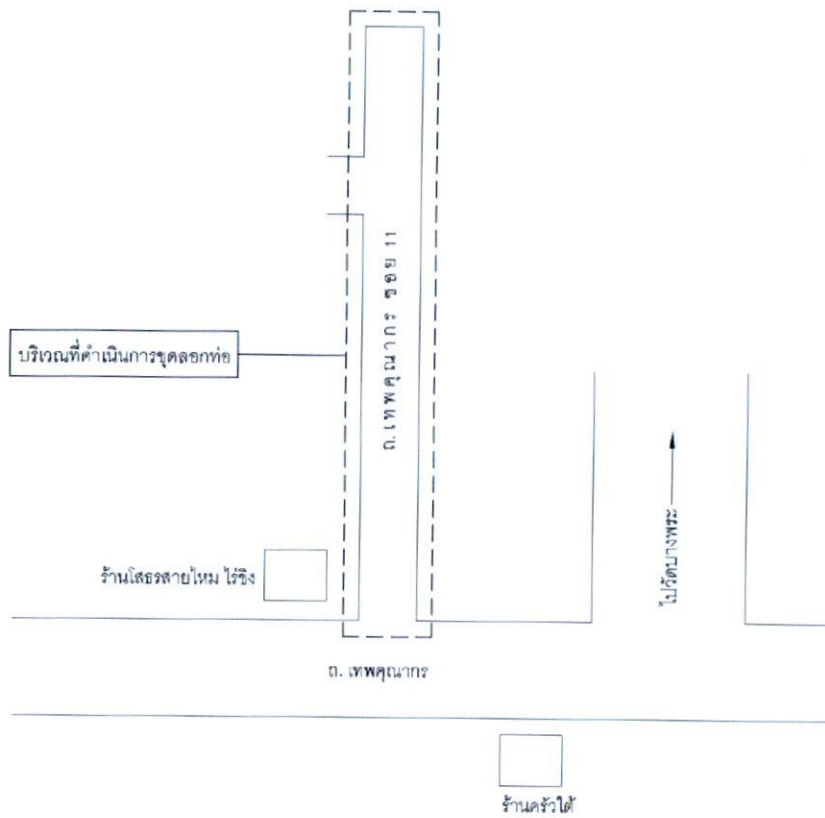 ถ.เทพคุณากร ซอย 11
บริเวณที่ดำเนินการขุดลอกท่อ
ไปวัดบางพระ
ร้านโสธรสายไหม ไร่ขิง
ถ. เทพคุณากร
ร้านครัวใต้